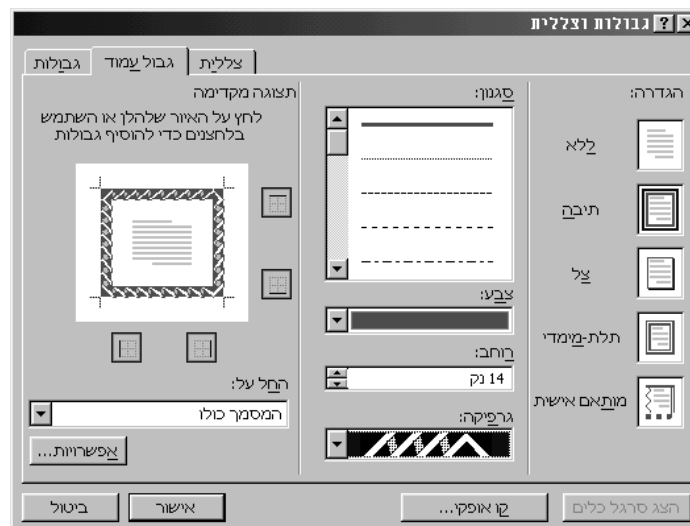 גבולות וצללית
גבולות
גבול עמוד
צללית
הגדרה:
ללא
תיבה
צל
תלת-מימדי
מותאם אישית
סגנון:
צבע:
רוחב:
14 נק
גרפיקה:
תצוגה מקדימה
לחץ על האיור שלהלן או השתמש
בלחצנים כדי להוסיף גבולות
החל על:
המסמך כולו
אפשרויות...
הצג סרגל כלים
קו אופקי...
אישור
ביטול